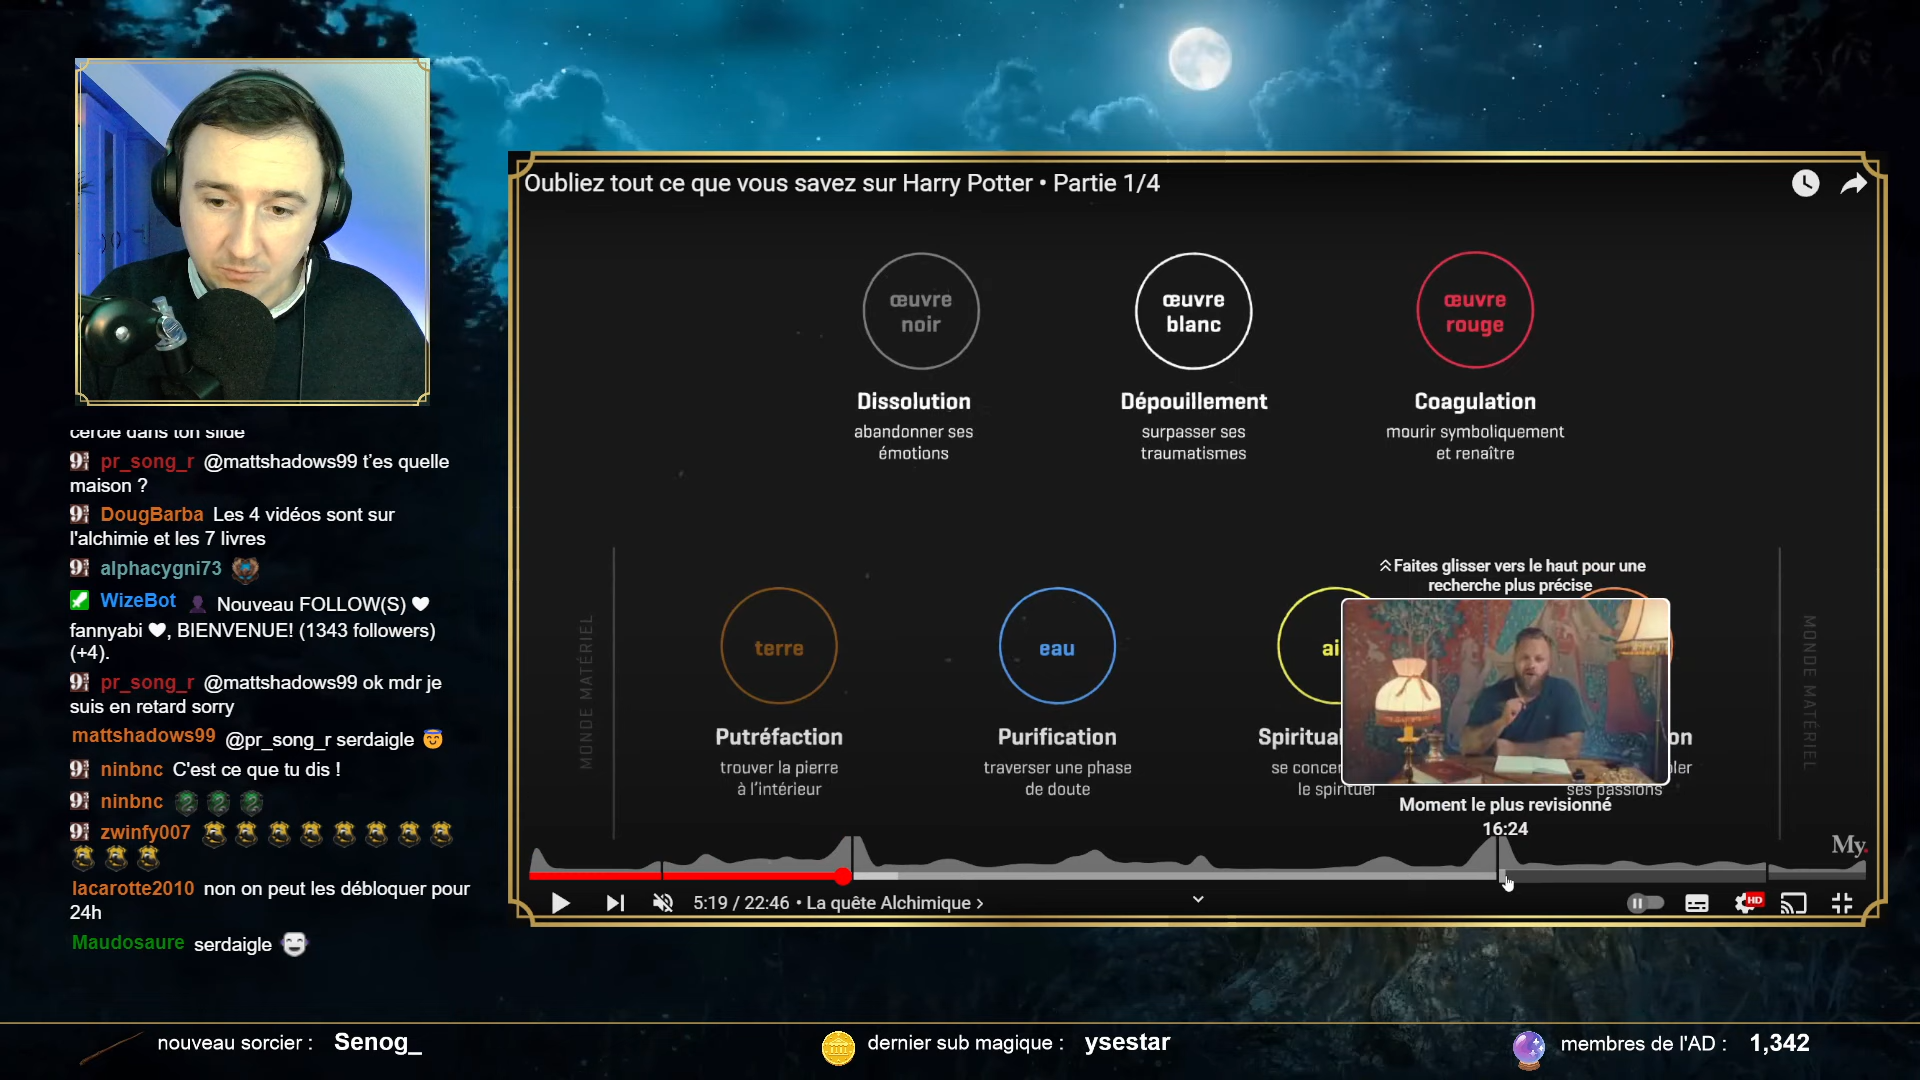 cercle dans ton slide
pr_song_r @mattshadows99 t'es quelle
maison ?
DougBarba Les 4 vidéos sont sur
l'alchimie et les 7 livres
alphacygni73
WizeBot Nouveau FOLLOW(S)
fannyabi , BIENVENUE! (1343 followers)
(+4).
pr_song_r @mattshadows99 ok mdr je
suis en retard sorry
mattshadows99 @pr_song_r serdaigle
ninbnc C'est ce que tu dis !
ninbnc
zwinfy007
lacarotte2010 non on peut les débloquer pour
24h
Maudosaure serdaigle
Oubliez tout ce que vous savez sur Harry Potter • Partie 1/4
œuvre
noir
Dissolution
abandonner ses
émotions
œuvre
blanc
Dépouillement
surpasser ses
traumatismes
œuvre
rouge
Coagulation
mourir symboliquement
et renaître
MONDE MATÉRIEL
terre
Putréfaction
trouver la pierre
à l'intérieur
eau
Purification
traverser une phase
de doute
ai
Spiritual
se concen
le spirituel
on
ler
ses passions
MONDE MATÉRIEL
Faites glisser vers le haut pour une
recherche plus précise
Moment le plus revisionné
16:24
My.
5:19 / 22:46 • La quête Alchimique
HD
nouveau sorcier : Senog_
dernier sub magique : ysestar
membres de l'AD : 1,342